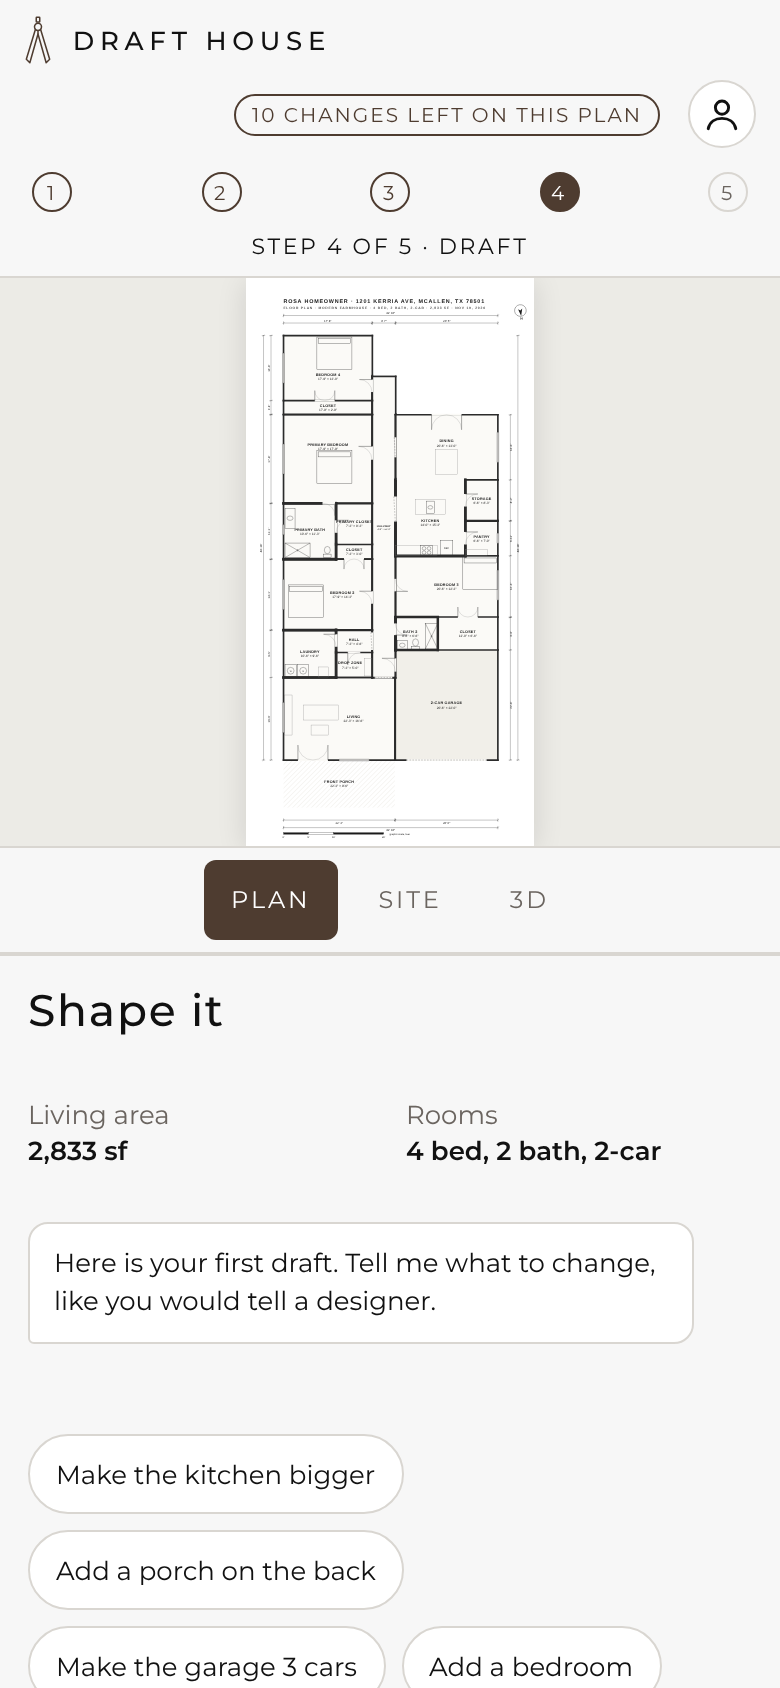 DRAFT HOUSE
10 CHANGES LEFT ON THIS PLAN
1 2 3 4 5
STEP 4 OF 5 · DRAFT
ROSA HOMEOWNER · 1201 KERRIA AVE, MCALLEN, TX 78501
BEDROOM 4
CLOSET
PRIMARY BEDROOM
DINING
STORAGE
KITCHEN
PANTRY
PRIMARY BATH
PRIMARY CLOSET
CLOSET
BEDROOM 2
BEDROOM 3
BATH 2
CLOSET
HALL
LAUNDRY
DROP ZONE
2-CAR GARAGE
LIVING
FRONT PORCH
PLAN
SITE
3D
Shape it
Living area
2,833 sf
Rooms
4 bed, 2 bath, 2-car
Here is your first draft. Tell me what to change,
like you would tell a designer.
Make the kitchen bigger
Add a porch on the back
Make the garage 3 cars
Add a bedroom